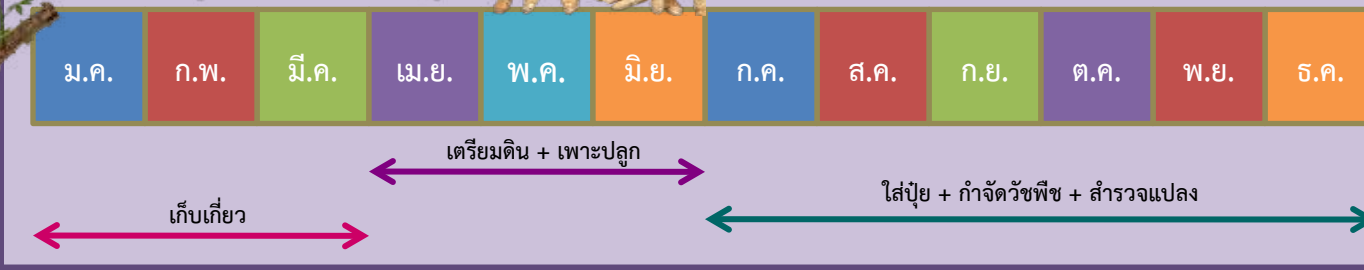 ม.ค. ก.พ. มี.ค. เม.ย. พ.ค. มิ.ย. ก.ค. ส.ค. ก.ย. ต.ค. พ.ย. ธ.ค.
เตรียมดิน + เพาะปลูก
ใส่ปุ๋ย + กำจัดวัชพืช + สำรวจแปลง
เก็บเกี่ยว